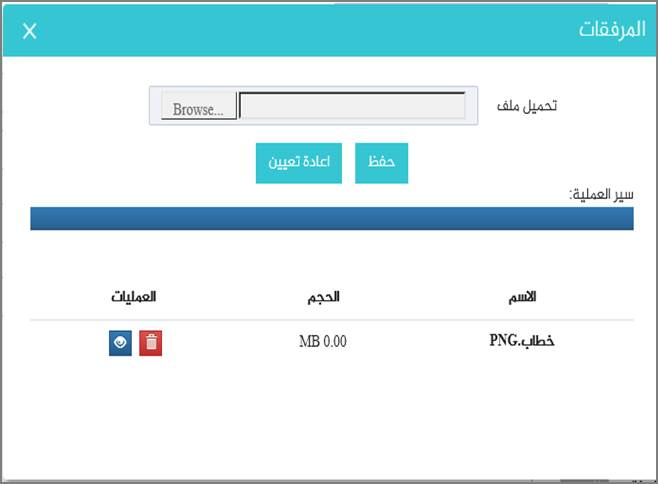 المرفقات
تحميل ملف
Browse...
حفظ اعادة تعيين
سير العملية:
الاسم الحجم العمليات
خطاب.PNG MB 0.00